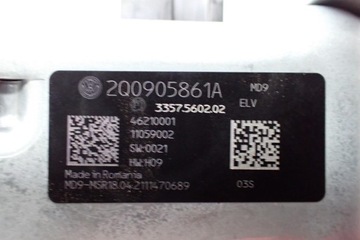 2Q0905861A MD9
3357.5602.02 ELV
46210001
11059002
SW:0021
HW:H09
Made in Romania
MD9-MSR18.04.2111470689 03S